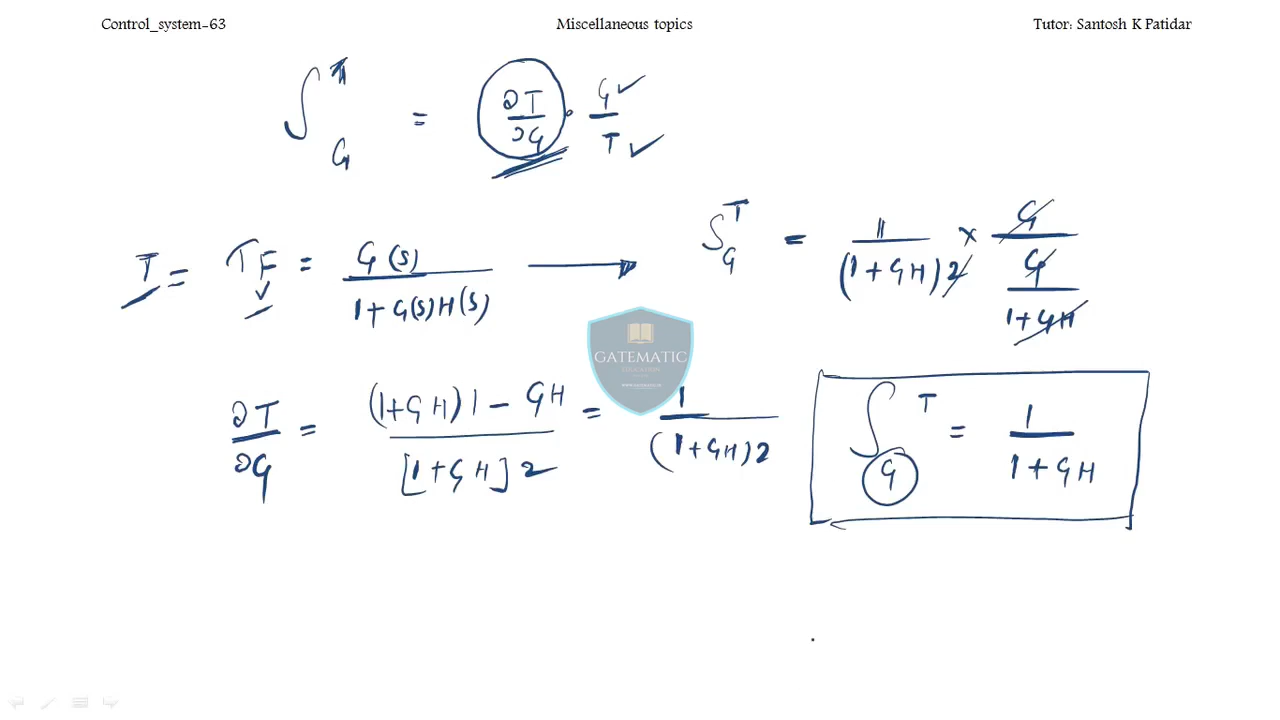 Control_system-63 Miscellaneous topics Tutor: Santosh K Patidar
S^T_G = ∂T/∂G · G/T
T = TF = G(s)/(1+G(s)H(s))
S^T_G = 1/(1+GH)2 × G/(G/(1+GH))
GATEMATIC
EDUCATION
∂T/∂G = ((1+GH)1 - GH)/[1+GH]2 = 1/(1+GH)2
S^T_G = 1/(1+GH)